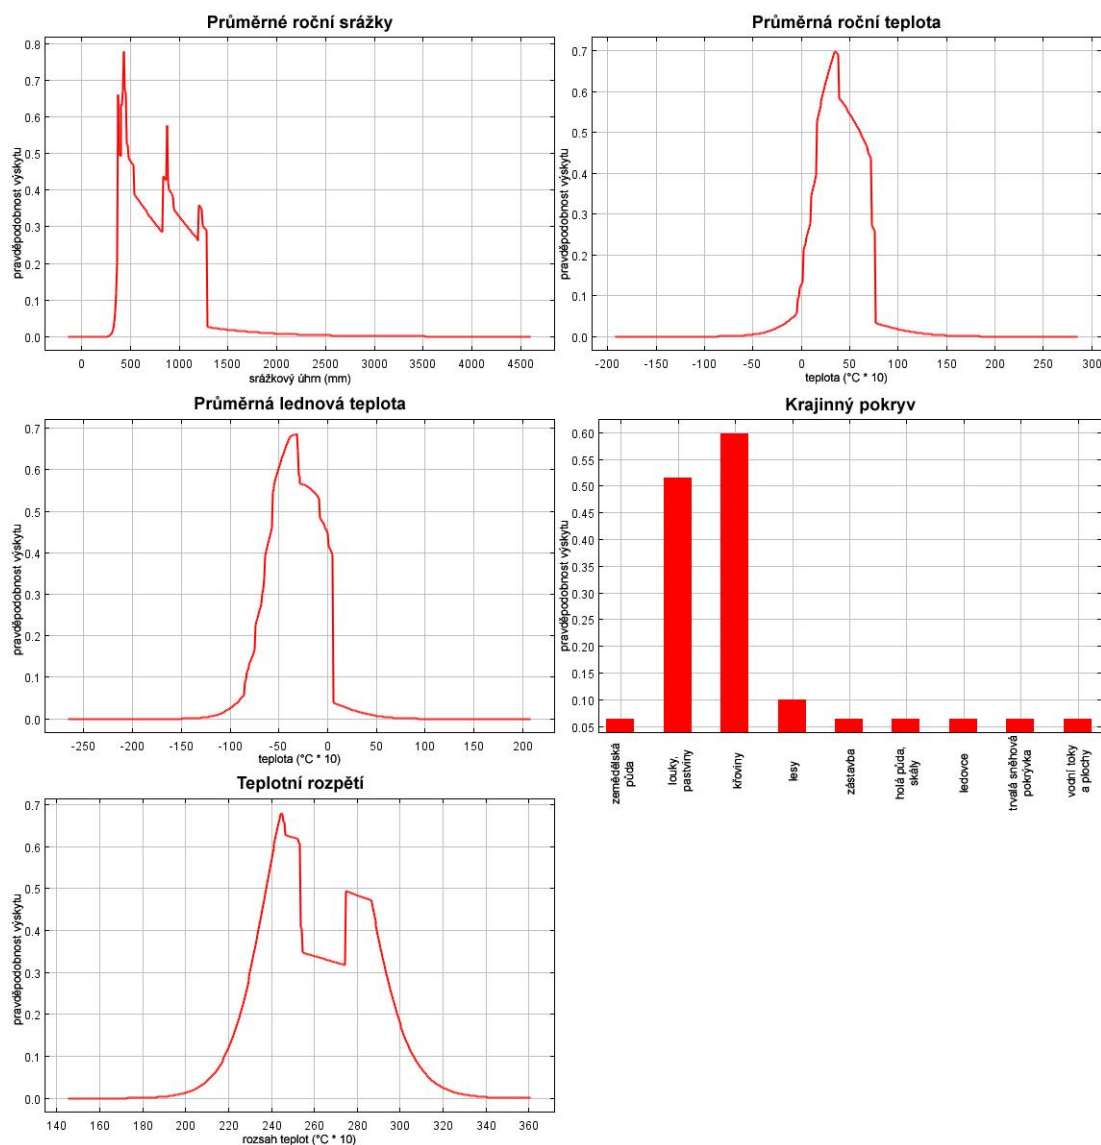 Průměrné roční srážky
pravděpodobnost výskytu
0.8
0.7
0.6
0.5
0.4
0.3
0.2
0.1
0.0
0 500 1000 1500 2000 2500 3000 3500 4000 4500
srážkový úhrn (mm)
Průměrná roční teplota
pravděpodobnost výskytu
0.7
0.6
0.5
0.4
0.3
0.2
0.1
0.0
-200 -150 -100 -50 0 50 100 150 200 250 300
teplota (°C * 10)
Průměrná lednová teplota
pravděpodobnost výskytu
0.7
0.6
0.5
0.4
0.3
0.2
0.1
0.0
-250 -200 -150 -100 -50 0 50 100 150 200
teplota (°C * 10)
Krajinný pokryv
pravděpodobnost výskytu
0.60
0.55
0.50
0.45
0.40
0.35
0.30
0.25
0.20
0.15
0.10
0.05
zemědělská
půda
louky,
pastviny
křoviny
lesy
zástavba
holá půda,
skály
ledovce
trvalá sněhová
pokrývka
vodní toky
a plochy
Teplotní rozpětí
pravděpodobnost výskytu
0.7
0.6
0.5
0.4
0.3
0.2
0.1
0.0
140 160 180 200 220 240 260 280 300 320 340 360
rozsah teplot (°C * 10)